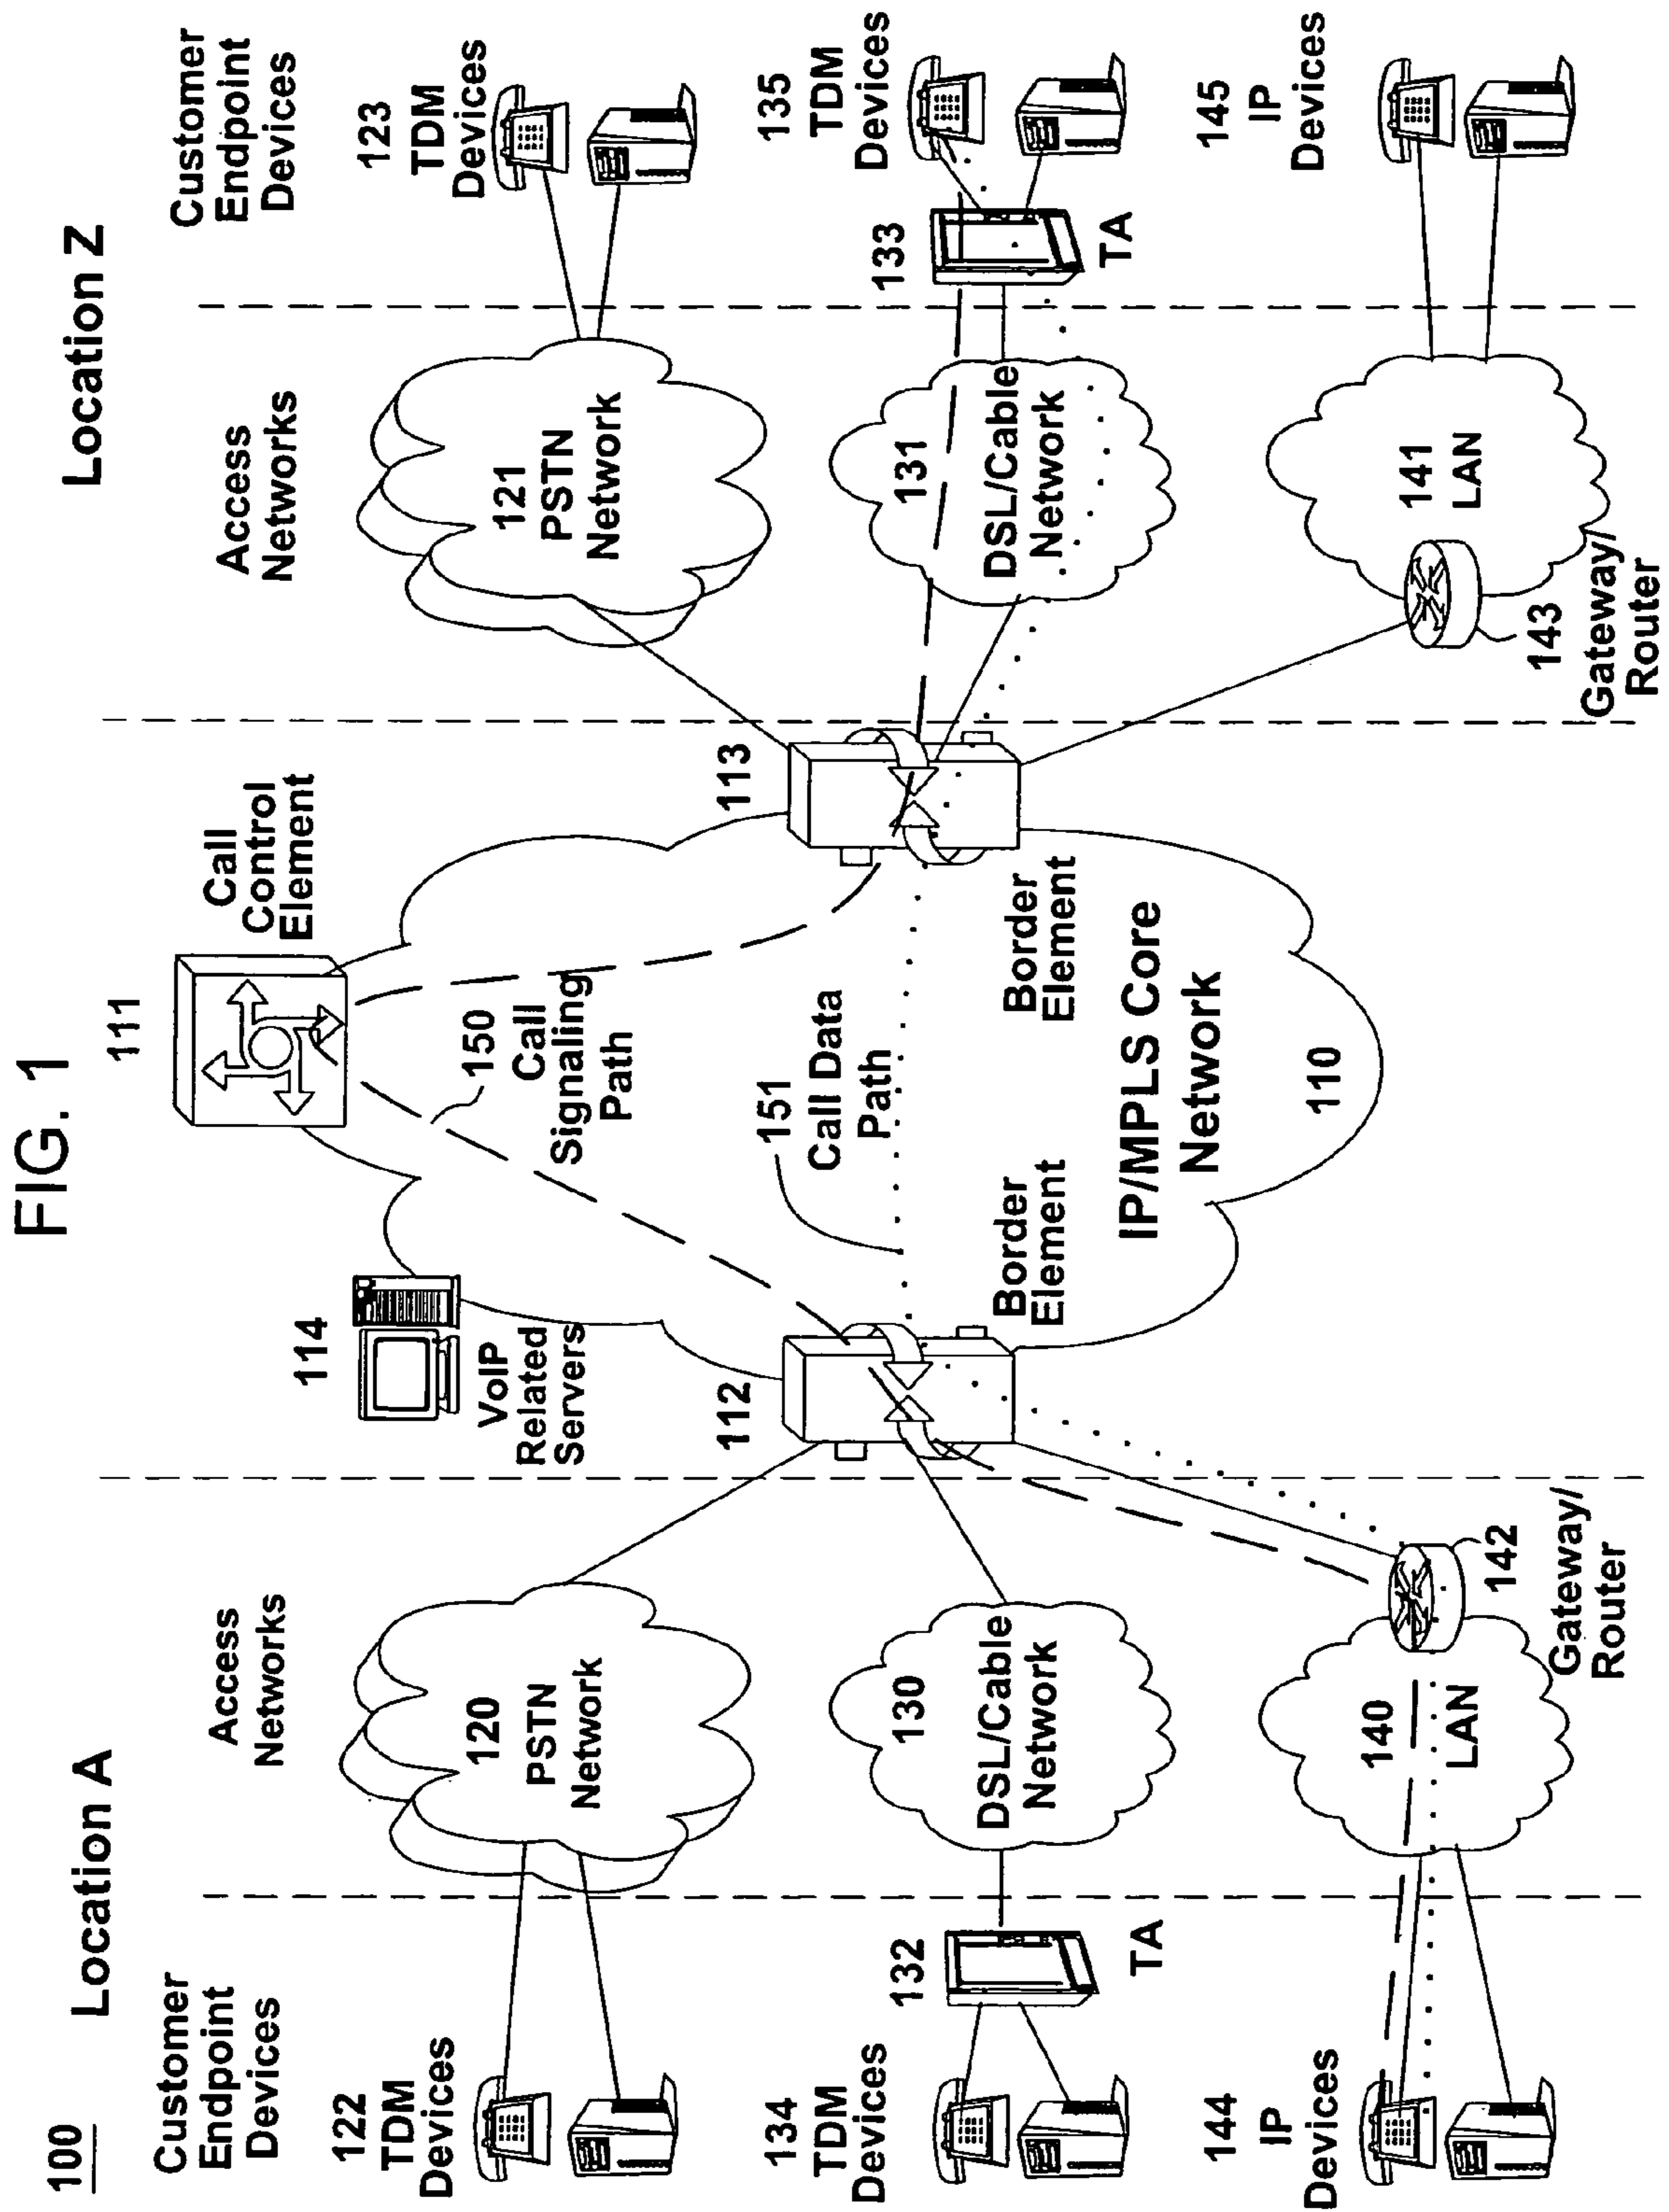 FIG. 1
100
Location A
Location Z
Customer
Endpoint
Devices
Access
Networks
114
VoIP
Related
Servers
111
Call
Control
Element
Access
Networks
Customer
Endpoint
Devices
122
TDM
Devices
120
PSTN
Network
150
Call
Signaling
Path
121
PSTN
Network
123
TDM
Devices
134
TDM
Devices
132
TA
130
DSL/Cable
Network
112
Border
Element
151
Call Data
Path
113
Border
Element
131
DSL/Cable
Network
133
TA
135
TDM
Devices
IP/MPLS Core
Network
110
144
IP
Devices
140
LAN
142
Gateway/
Router
143
Gateway/
Router
141
LAN
145
IP
Devices